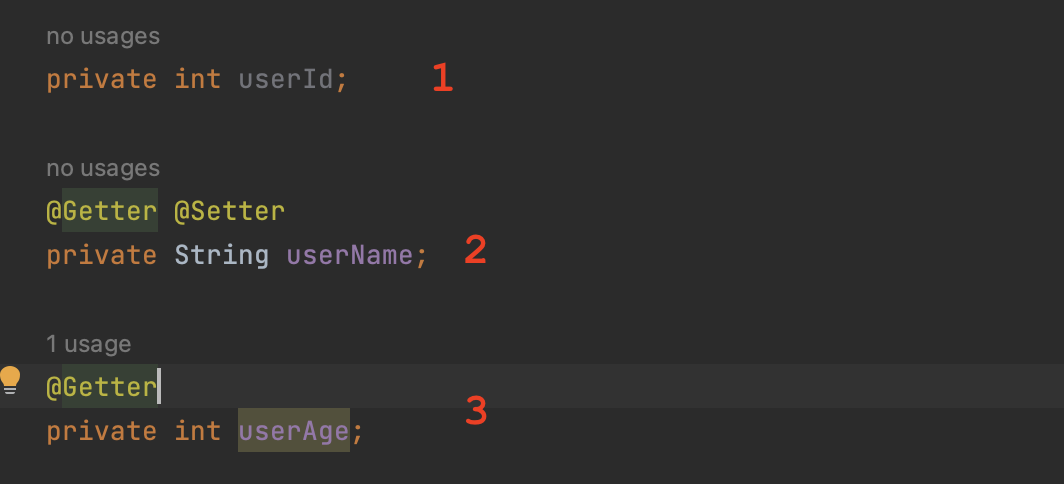 no usages
private int userId; 1
no usages
@Getter @Setter
private String userName; 2
1 usage
@Getter
private int userAge; 3